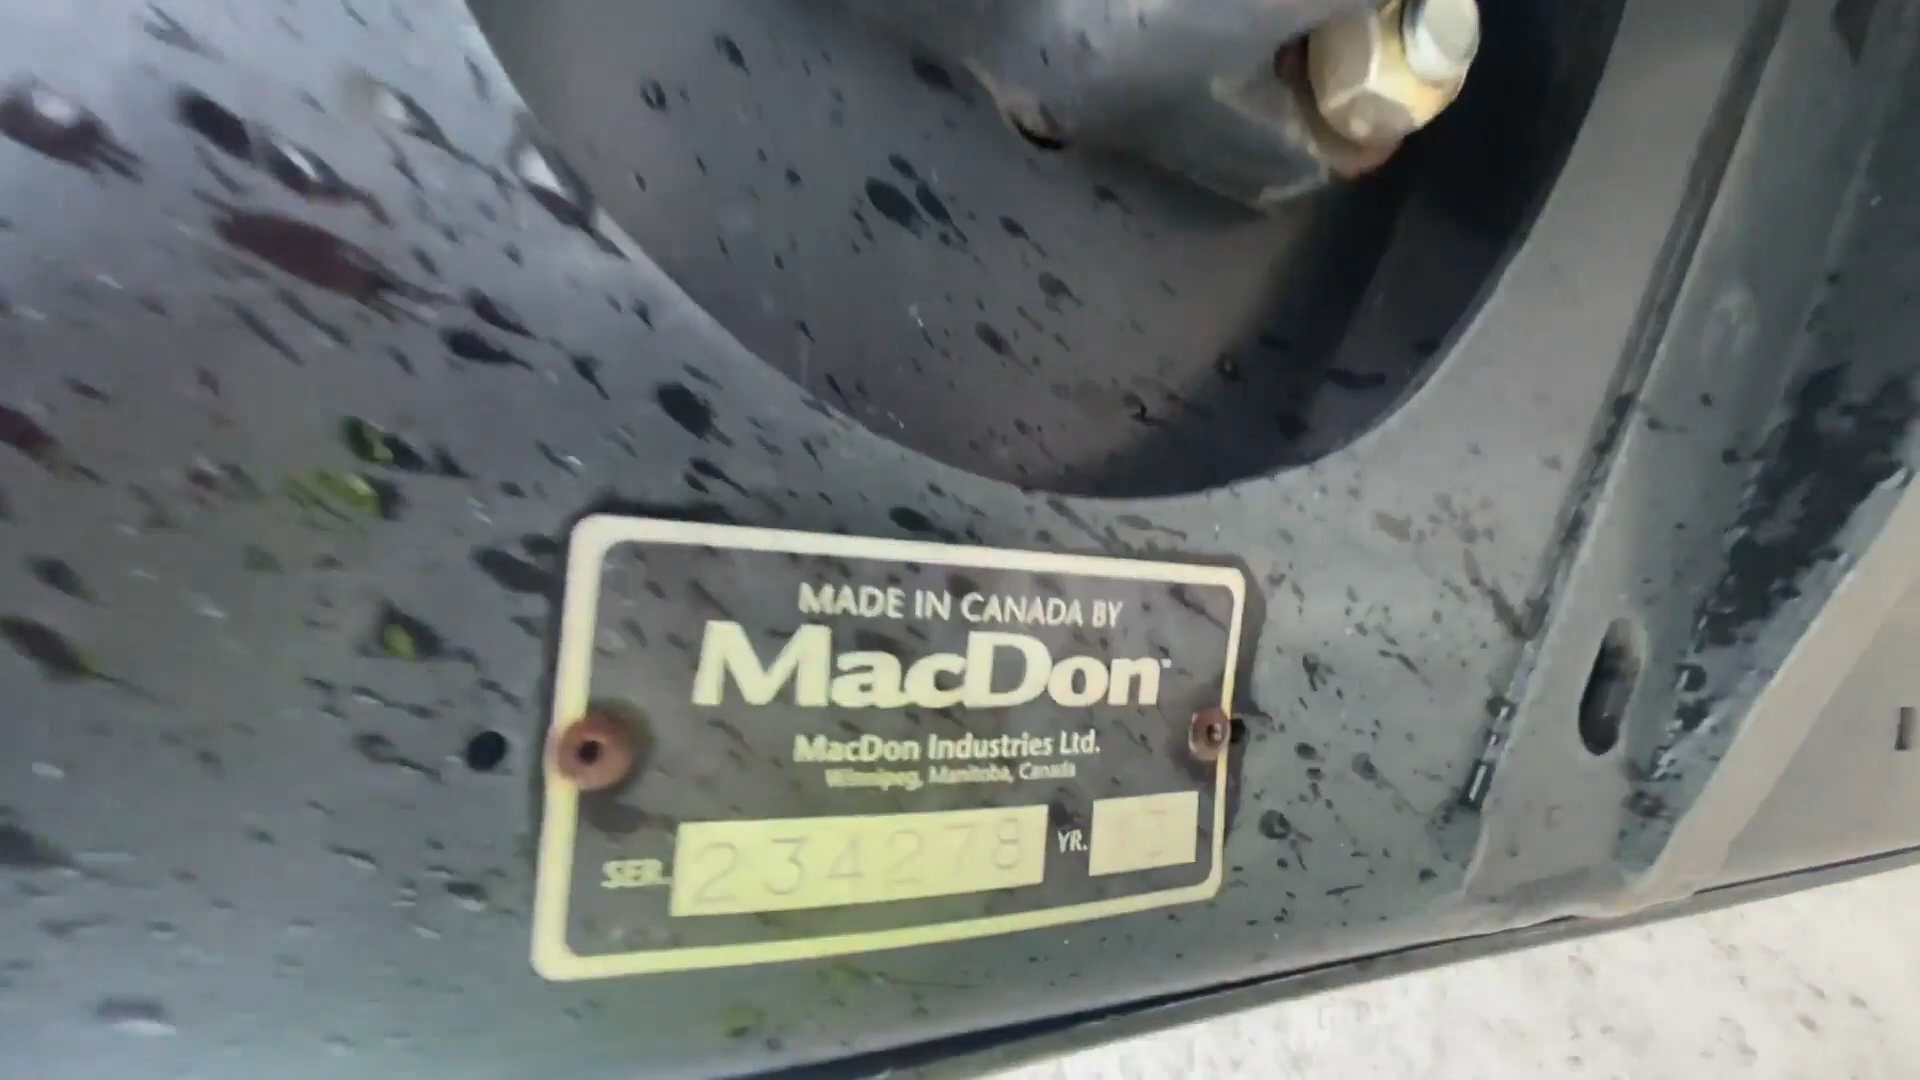 MADE IN CANADA BY
MacDon
MacDon Industries Ltd.
Winnipeg, Manitoba, Canada
SER. 234278 YR.